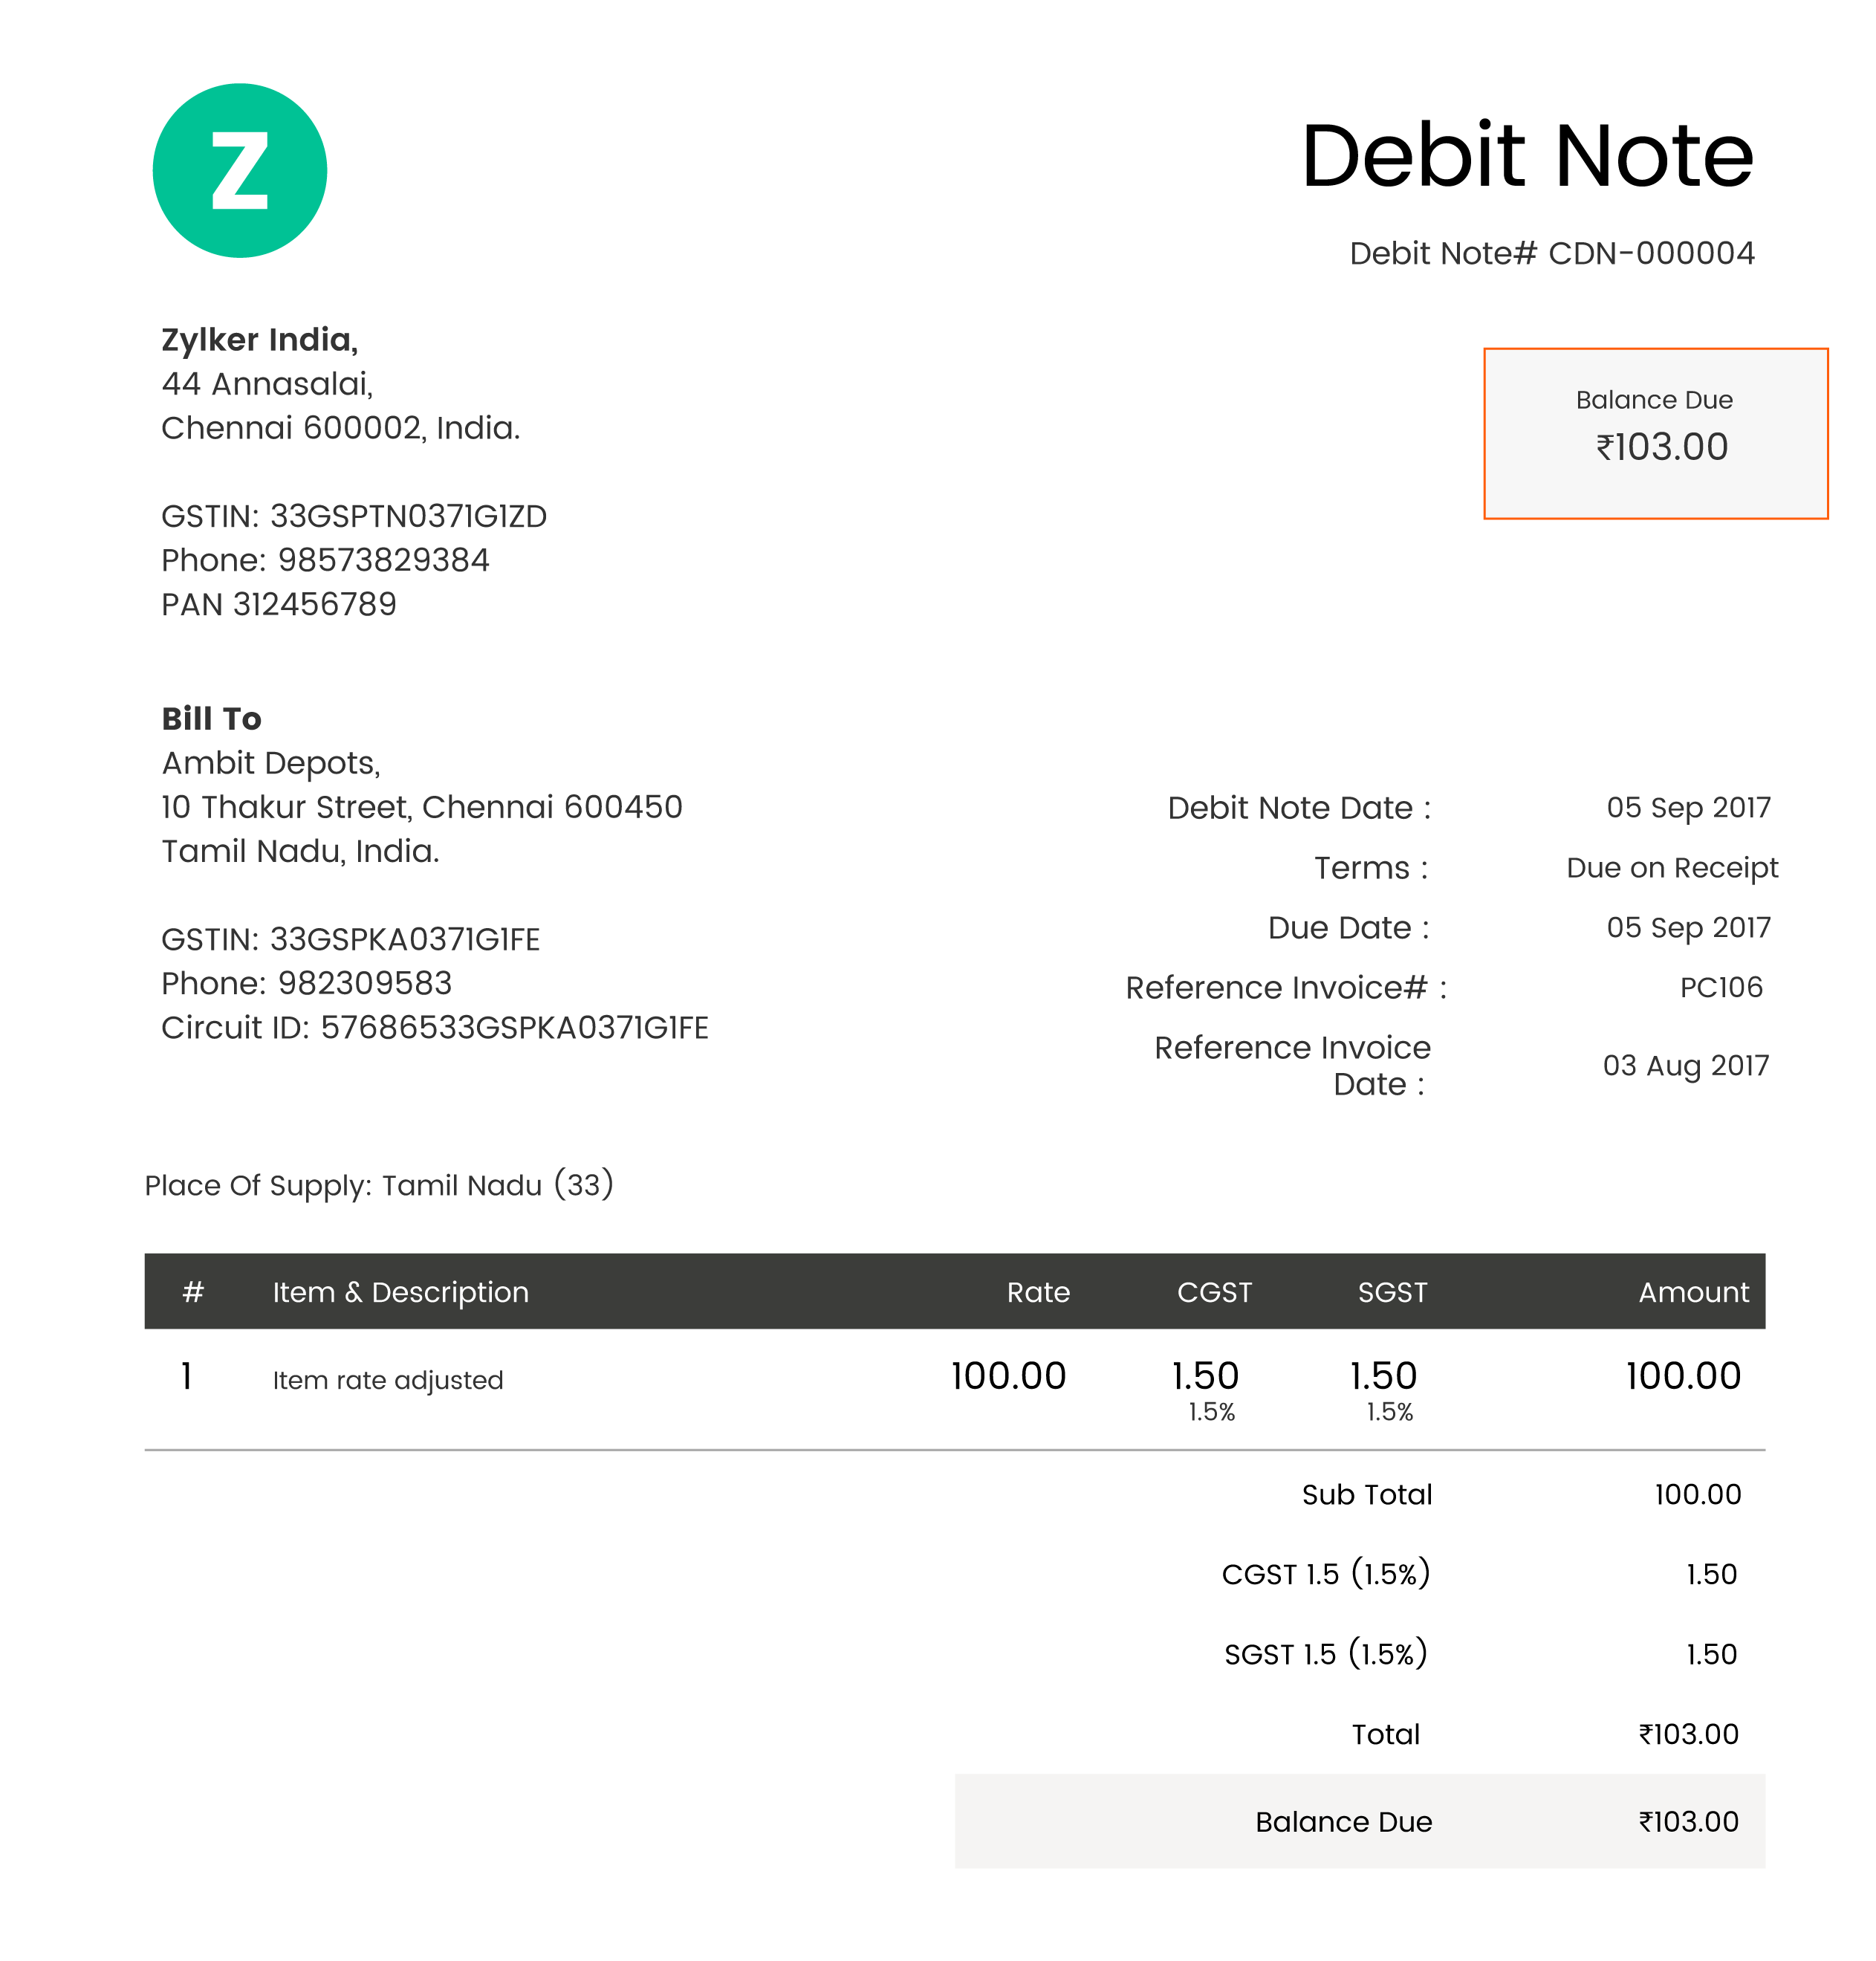 Z
Debit Note
Debit Note# CDN-000004
Zylker India,
44 Annasalai,
Chennai 600002, India.
GSTIN: 33GSPTN0371G1ZD
Phone: 98573829384
PAN 312456789
Balance Due
₹103.00
Bill To
Ambit Depots,
10 Thakur Street, Chennai 600450
Tamil Nadu, India.
GSTIN: 33GSPKA0371G1FE
Phone: 982309583
Circuit ID: 57686533GSPKA0371G1FE
Debit Note Date : 05 Sep 2017
Terms : Due on Receipt
Due Date : 05 Sep 2017
Reference Invoice# : PC106
Reference Invoice
Date : 03 Aug 2017
Place Of Supply: Tamil Nadu (33)
# Item & Description Rate CGST SGST Amount
1 Item rate adjusted 100.00 1.50 1.50 100.00
1.5% 1.5%
Sub Total 100.00
CGST 1.5 (1.5%) 1.50
SGST 1.5 (1.5%) 1.50
Total ₹103.00
Balance Due ₹103.00